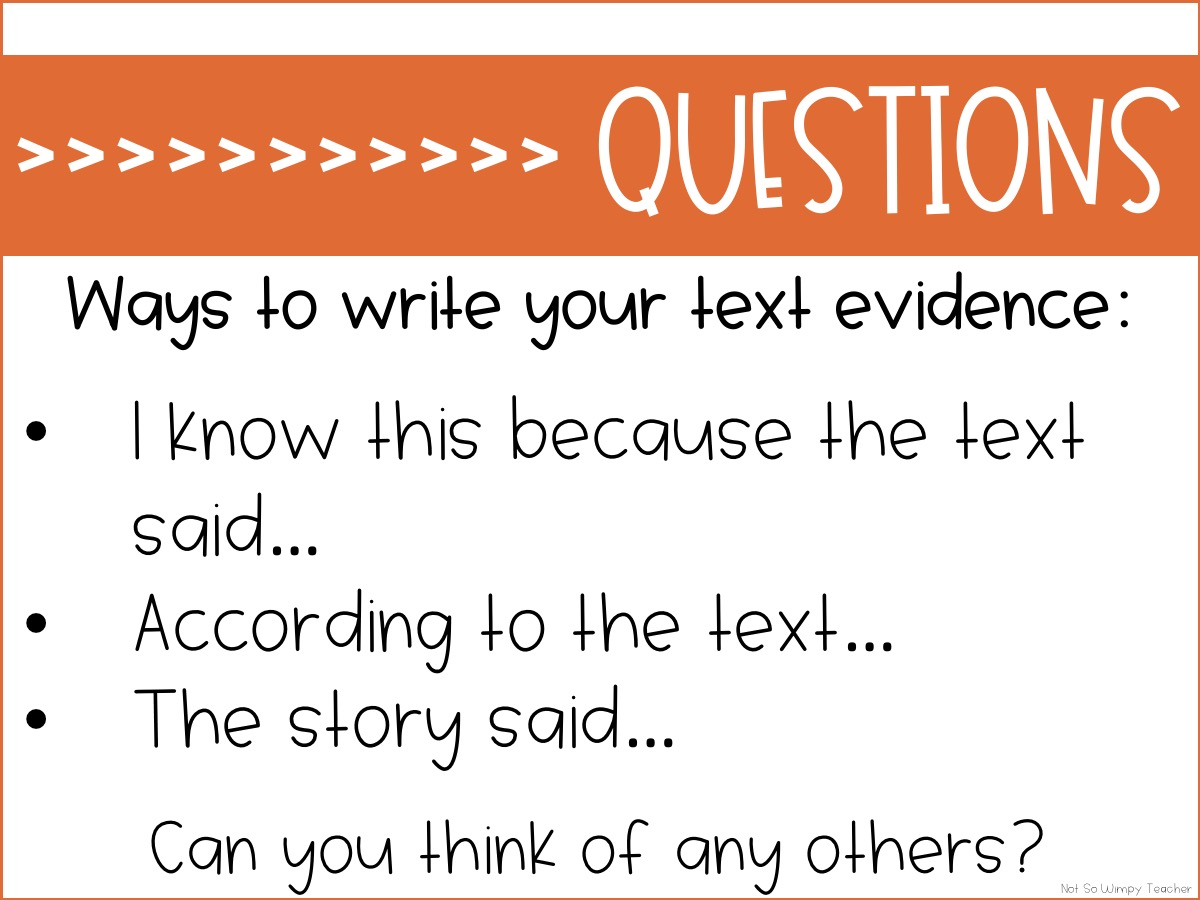 >>>>>>>>>>> QUESTIONS
Ways to write your text evidence:
• I know this because the text
said...
• According to the text...
• The story said...
Can you think of any others?
Not So Wimpy Teacher